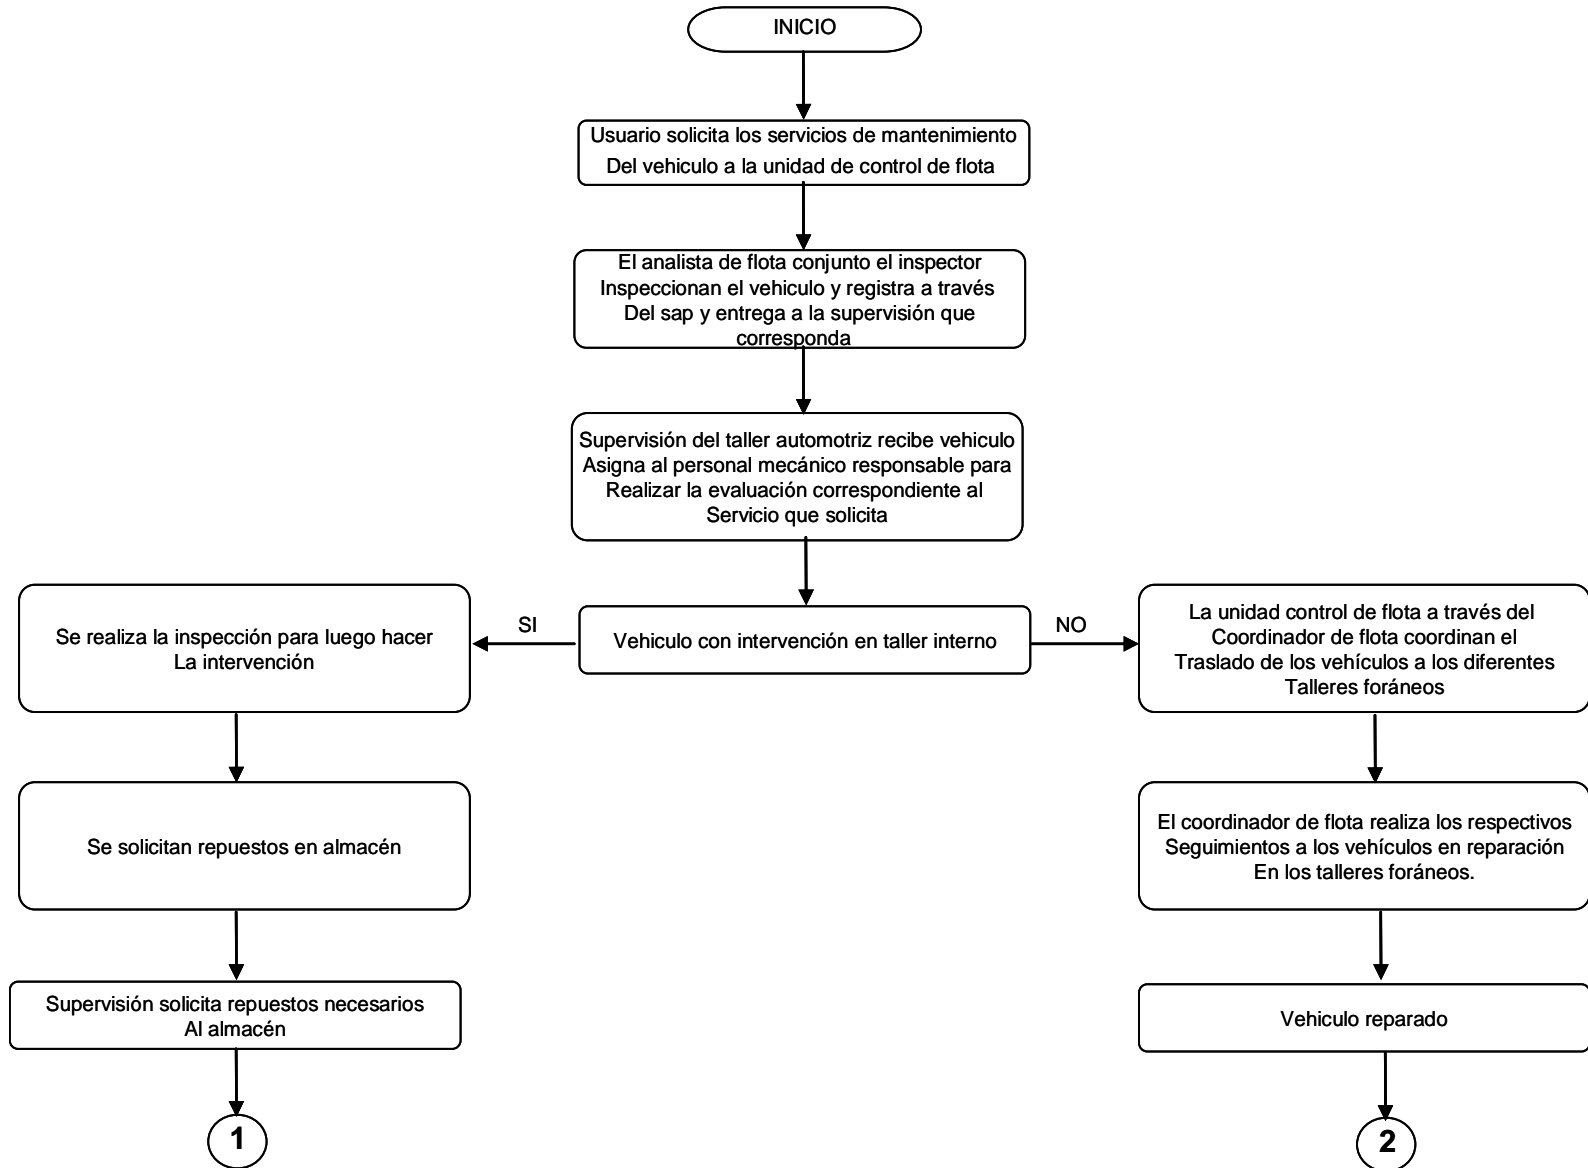 INICIO
Usuario solicita los servicios de mantenimiento
Del vehiculo a la unidad de control de flota
El analista de flota conjunto el inspector
Inspeccionan el vehiculo y registra a través
Del sap y entrega a la supervisión que
corresponda
Supervisión del taller automotriz recibe vehiculo
Asigna al personal mecánico responsable para
Realizar la evaluación correspondiente al
Servicio que solicita
Vehiculo con intervención en taller interno
SI
NO
Se realiza la inspección para luego hacer
La intervención
Se solicitan repuestos en almacén
Supervisión solicita repuestos necesarios
Al almacén
1
La unidad control de flota a través del
Coordinador de flota coordinan el
Traslado de los vehículos a los diferentes
Talleres foráneos
El coordinador de flota realiza los respectivos
Seguimientos a los vehículos en reparación
En los talleres foráneos.
Vehiculo reparado
2